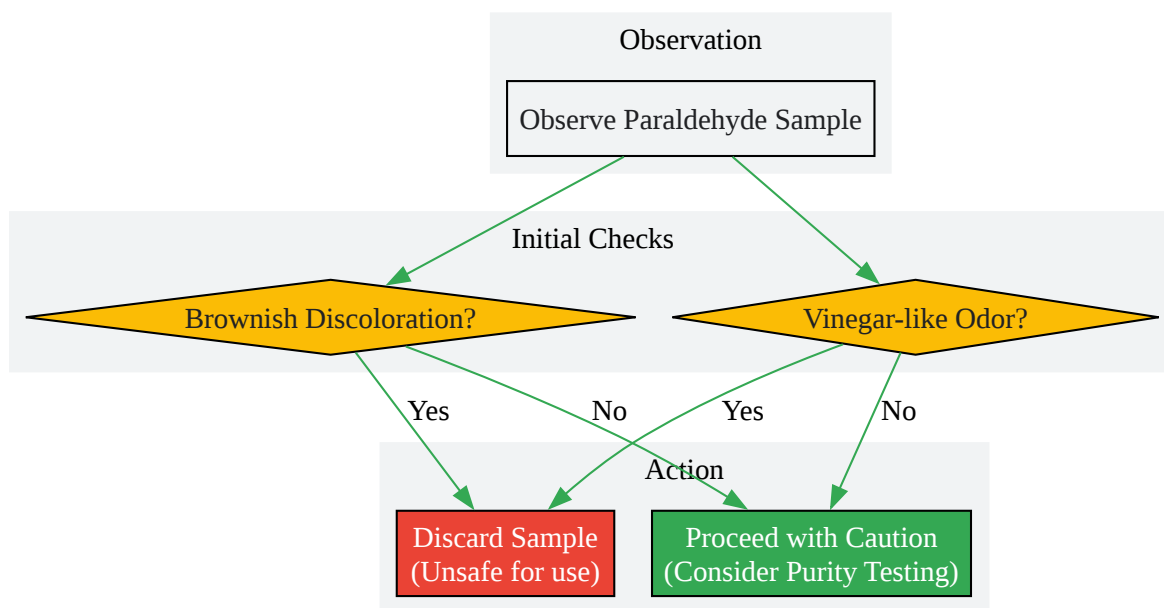 Observation
Observe Paraldehyde Sample
Initial Checks
Brownish Discoloration?
Vinegar-like Odor?
Yes
No
Yes
No
Action
Discard Sample
(Unsafe for use)
Proceed with Caution
(Consider Purity Testing)